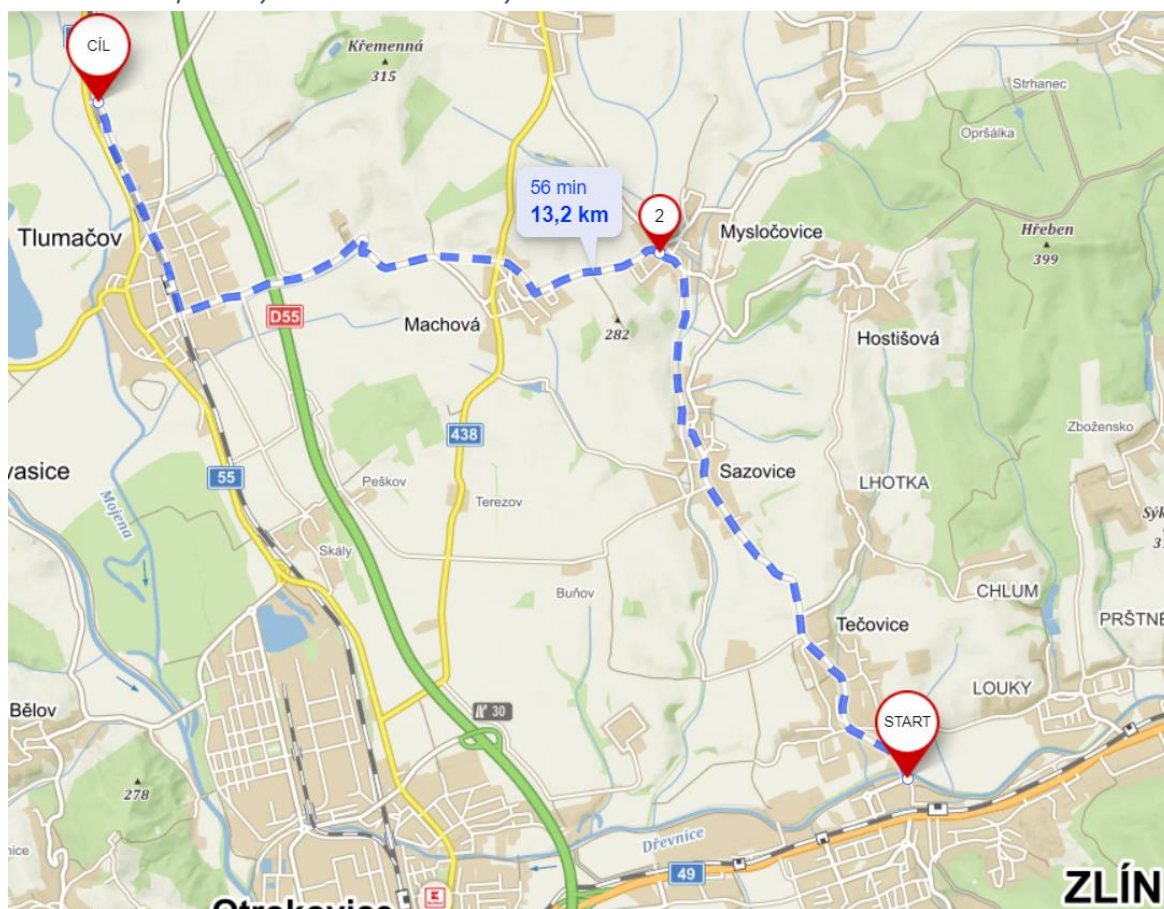 CÍL
Křemenná
315
Strhanec
Opršálka
56 min
13,2 km
2
Mysločovice
Hřeben
399
Tlumačov
D55
Machová
282
Hostišová
438
Zbožensko
55
Peškov
Terezov
Sazovice
LHOTKA
Mojena
Skály
Buňov
CHLUM
Tečovice
LOUKY
Bělov
30
START
278
Dřevnice
49
ZLÍN